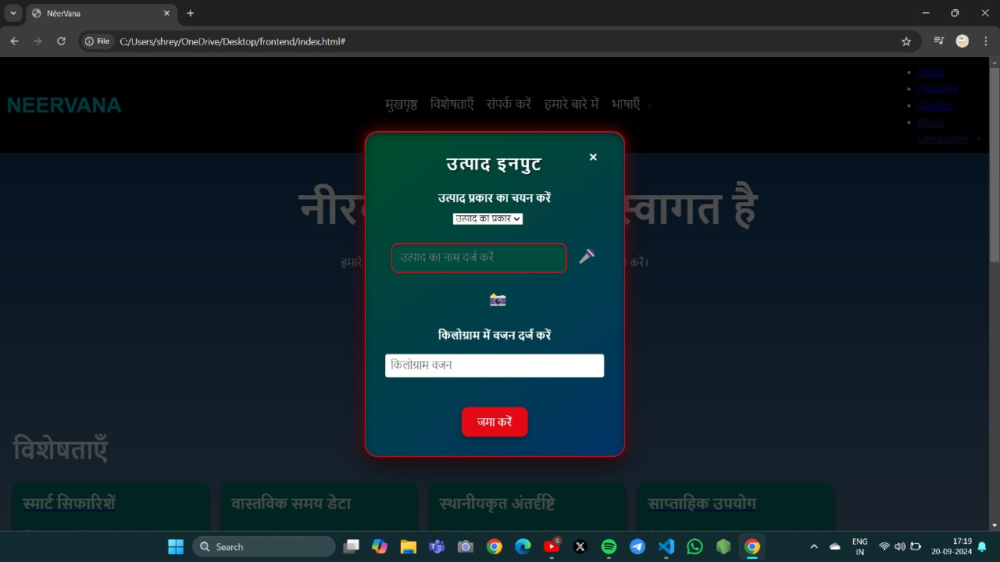 NéerVana
File
C:/Users/shrey/OneDrive/Desktop/frontend/index.html#
NEERVANA
मुखपृष्ठ विशेषताएँ संपर्क करें हमारे बारे में भाषाएँ
Home
Features
Contact
About
Languages
उत्पाद इनपुट
उत्पाद प्रकार का चयन करें
उत्पाद का प्रकार
स्वागत है
उत्पाद का नाम दर्ज करें
हमारे
करें।
किलोग्राम में वजन दर्ज करें
किलोग्राम वजन
जमा करें
विशेषताएँ
स्मार्ट सिफारिशें
वास्तविक समय डेटा
स्थानीयकृत अंतर्दृष्टि
साप्ताहिक उपयोग
Search
ENG
IN
17:19
20-09-2024